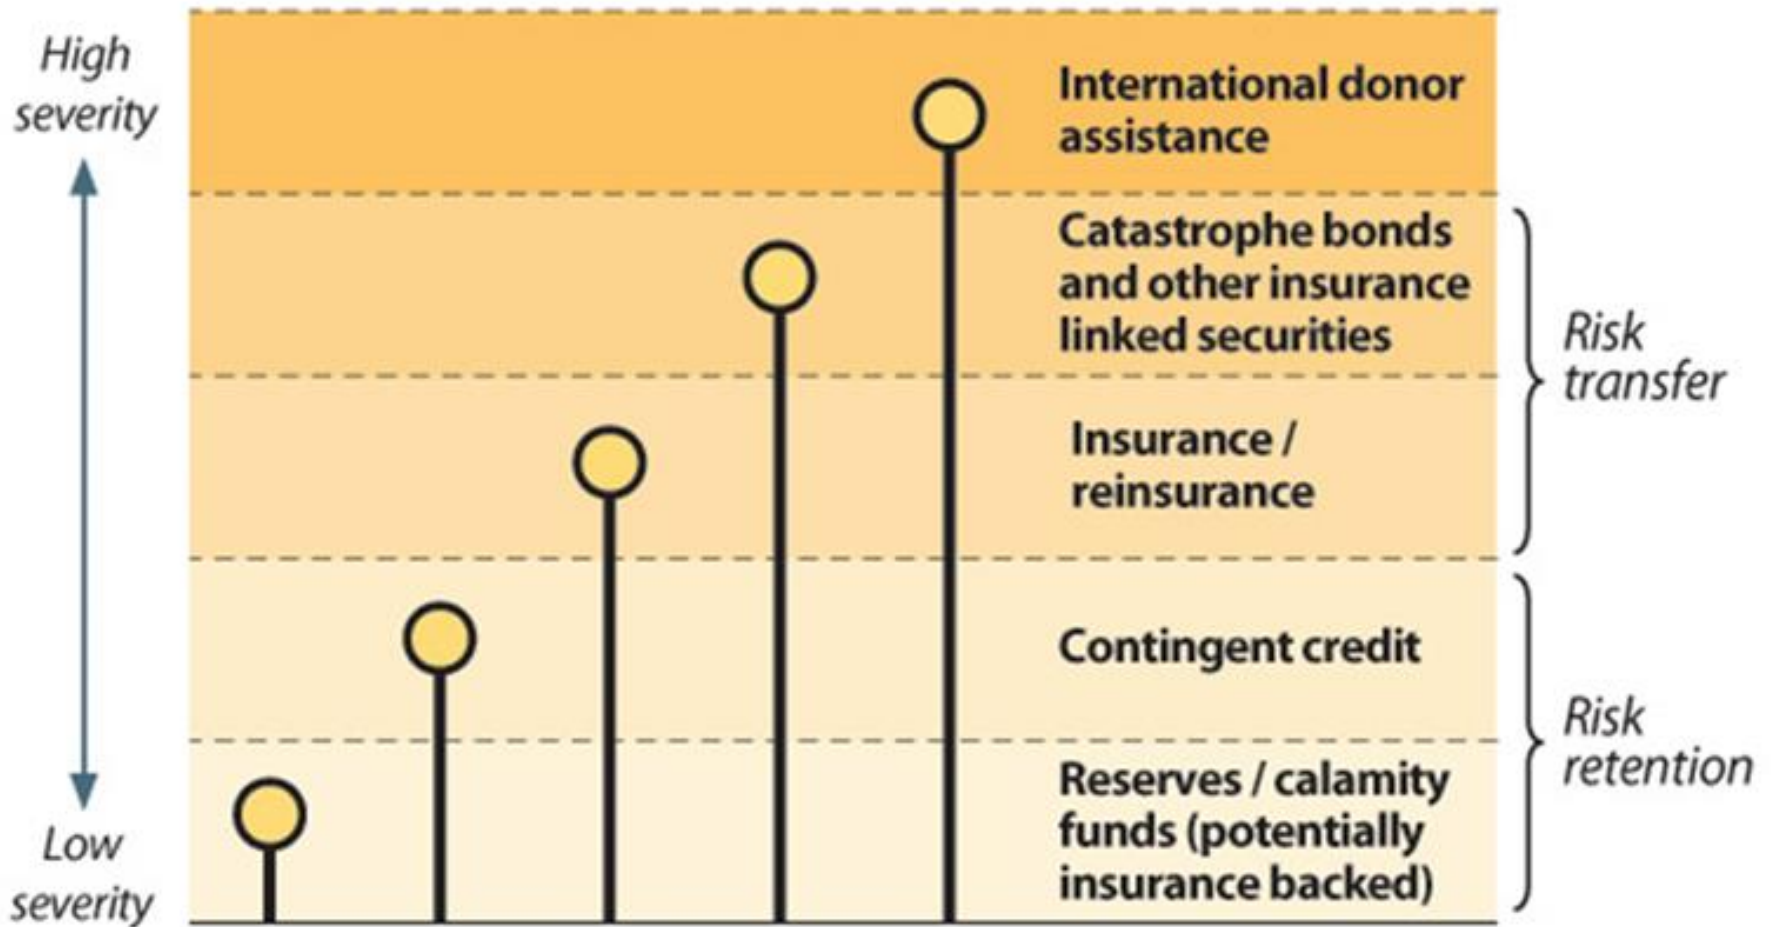 High
severity
International donor
assistance
Catastrophe bonds
and other insurance
linked securities
Risk
transfer
Insurance /
reinsurance
Contingent credit
Risk
retention
Reserves / calamity
funds (potentially
insurance backed)
Low
severity